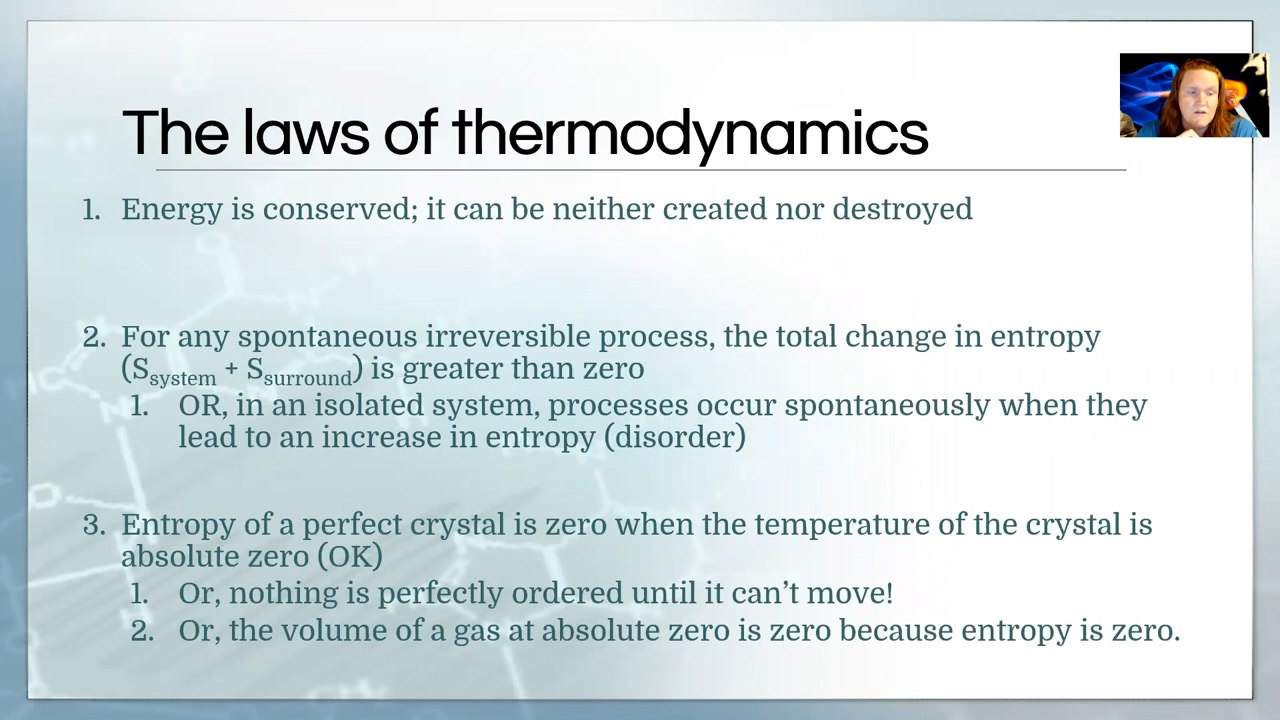 The laws of thermodynamics
1. Energy is conserved; it can be neither created nor destroyed
2. For any spontaneous irreversible process, the total change in entropy
(Ssystem + Ssurround) is greater than zero
1. OR, in an isolated system, processes occur spontaneously when they
lead to an increase in entropy (disorder)
3. Entropy of a perfect crystal is zero when the temperature of the crystal is
absolute zero (OK)
1. Or, nothing is perfectly ordered until it can’t move!
2. Or, the volume of a gas at absolute zero is zero because entropy is zero.